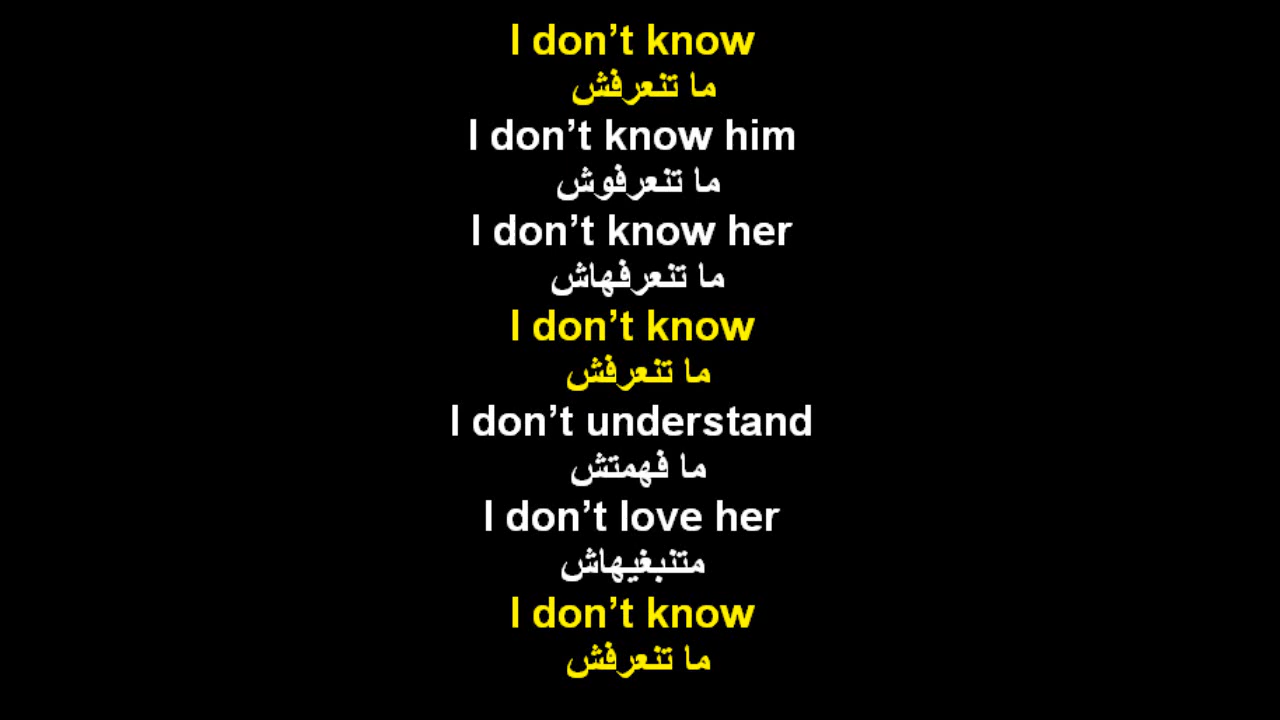 I don’t know
ما تنعرفش
I don’t know him
ما تنعرفوش
I don’t know her
ما تنعرفهاش
I don’t know
ما تنعرفش
I don’t understand
ما فهمتش
I don’t love her
متنبغيهاش
I don’t know
ما تنعرفش